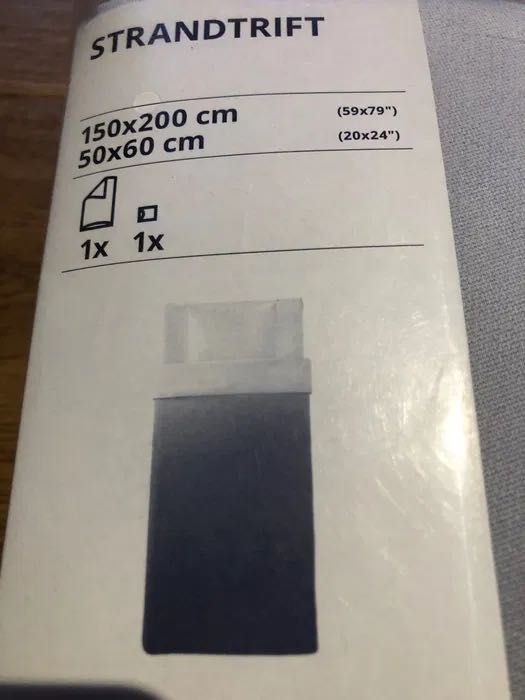 STRANDTRIFT
150x200 cm (59x79")
50x60 cm (20x24")
1x 1x